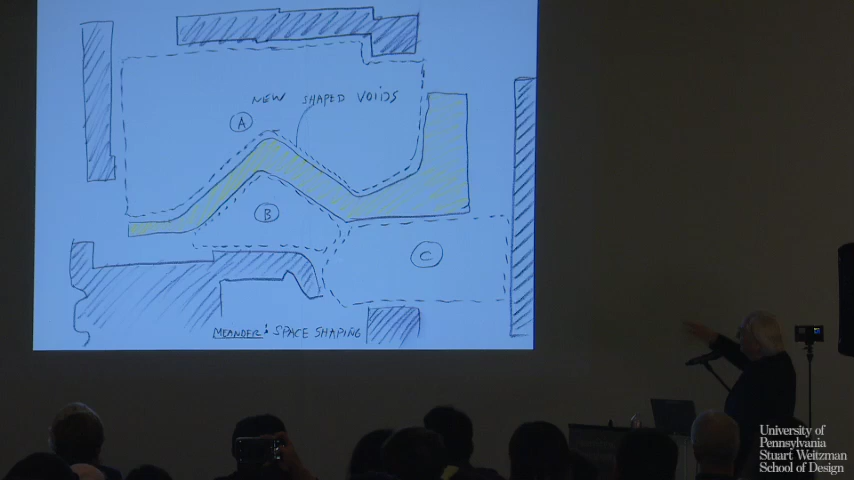 NEW SHAPED VOIDS
A
B
C
MEANDER: SPACE SHAPING
University of
Pennsylvania
Stuart Weitzman
School of Design